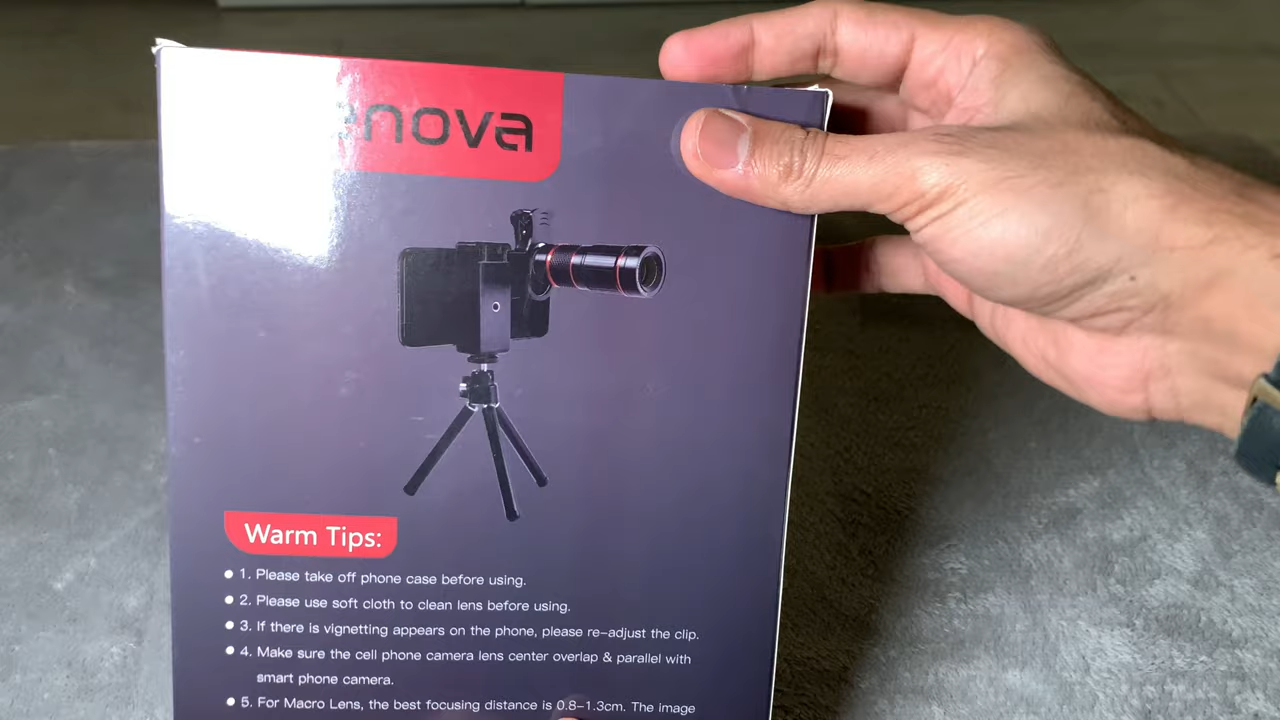 nova
Warm Tips:
1. Please take off phone case before using.
2. Please use soft cloth to clean lens before using.
3. If there is vignetting appears on the phone, please re-adjust the clip.
4. Make sure the cell phone camera lens center overlap & parallel with
smart phone camera.
5. For Macro Lens, the best focusing distance is 0.8-1.3cm. The image